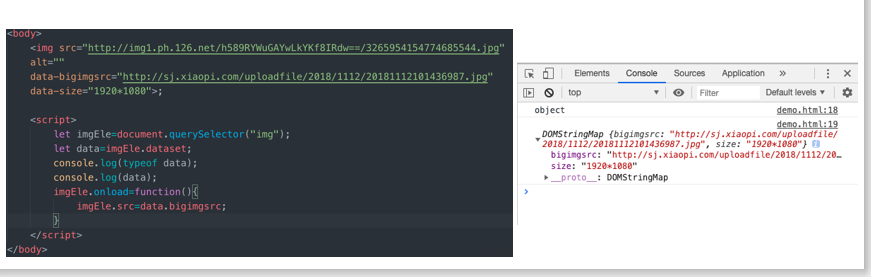 <body>
<img src="http://img1.ph.126.net/h589RYWuGAYwLkYKf8IRdw==/3265954154774685544.jpg"
alt=""
data-bigimgsrc="http://sj.xiaopi.com/uploadfile/2018/1112/20181112101436987.jpg"
data-size="1920*1080">;
<script>
let imgEle=document.querySelector("img");
let data=imgEle.dataset;
console.log(typeof data);
console.log(data);
imgEle.onload=function(){
imgEle.src=data.bigimgsrc;
}
</script>
</body>
Elements Console Sources Application »
top Filter Default levels
object demo.html:18
demo.html:19
DOMStringMap {bigimgsrc: "http://sj.xiaopi.com/uploadfile/
2018/1112/20181112101436987.jpg", size: "1920*1080"}
bigimgsrc: "http://sj.xiaopi.com/uploadfile/2018/1112/20…
size: "1920*1080"
__proto__: DOMStringMap